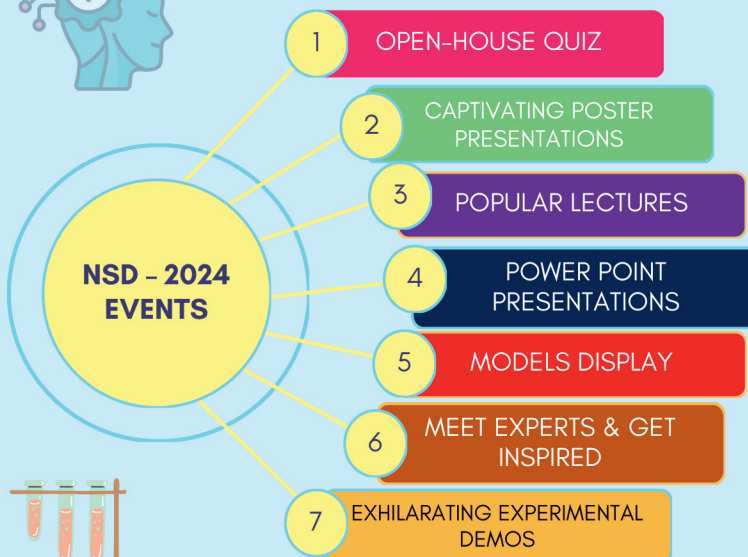 1
OPEN-HOUSE QUIZ
2
CAPTIVATING POSTER
PRESENTATIONS
3
POPULAR LECTURES
NSD – 2024
EVENTS
4
POWER POINT
PRESENTATIONS
5
MODELS DISPLAY
6
MEET EXPERTS & GET
INSPIRED
7
EXHILARATING EXPERIMENTAL
DEMOS